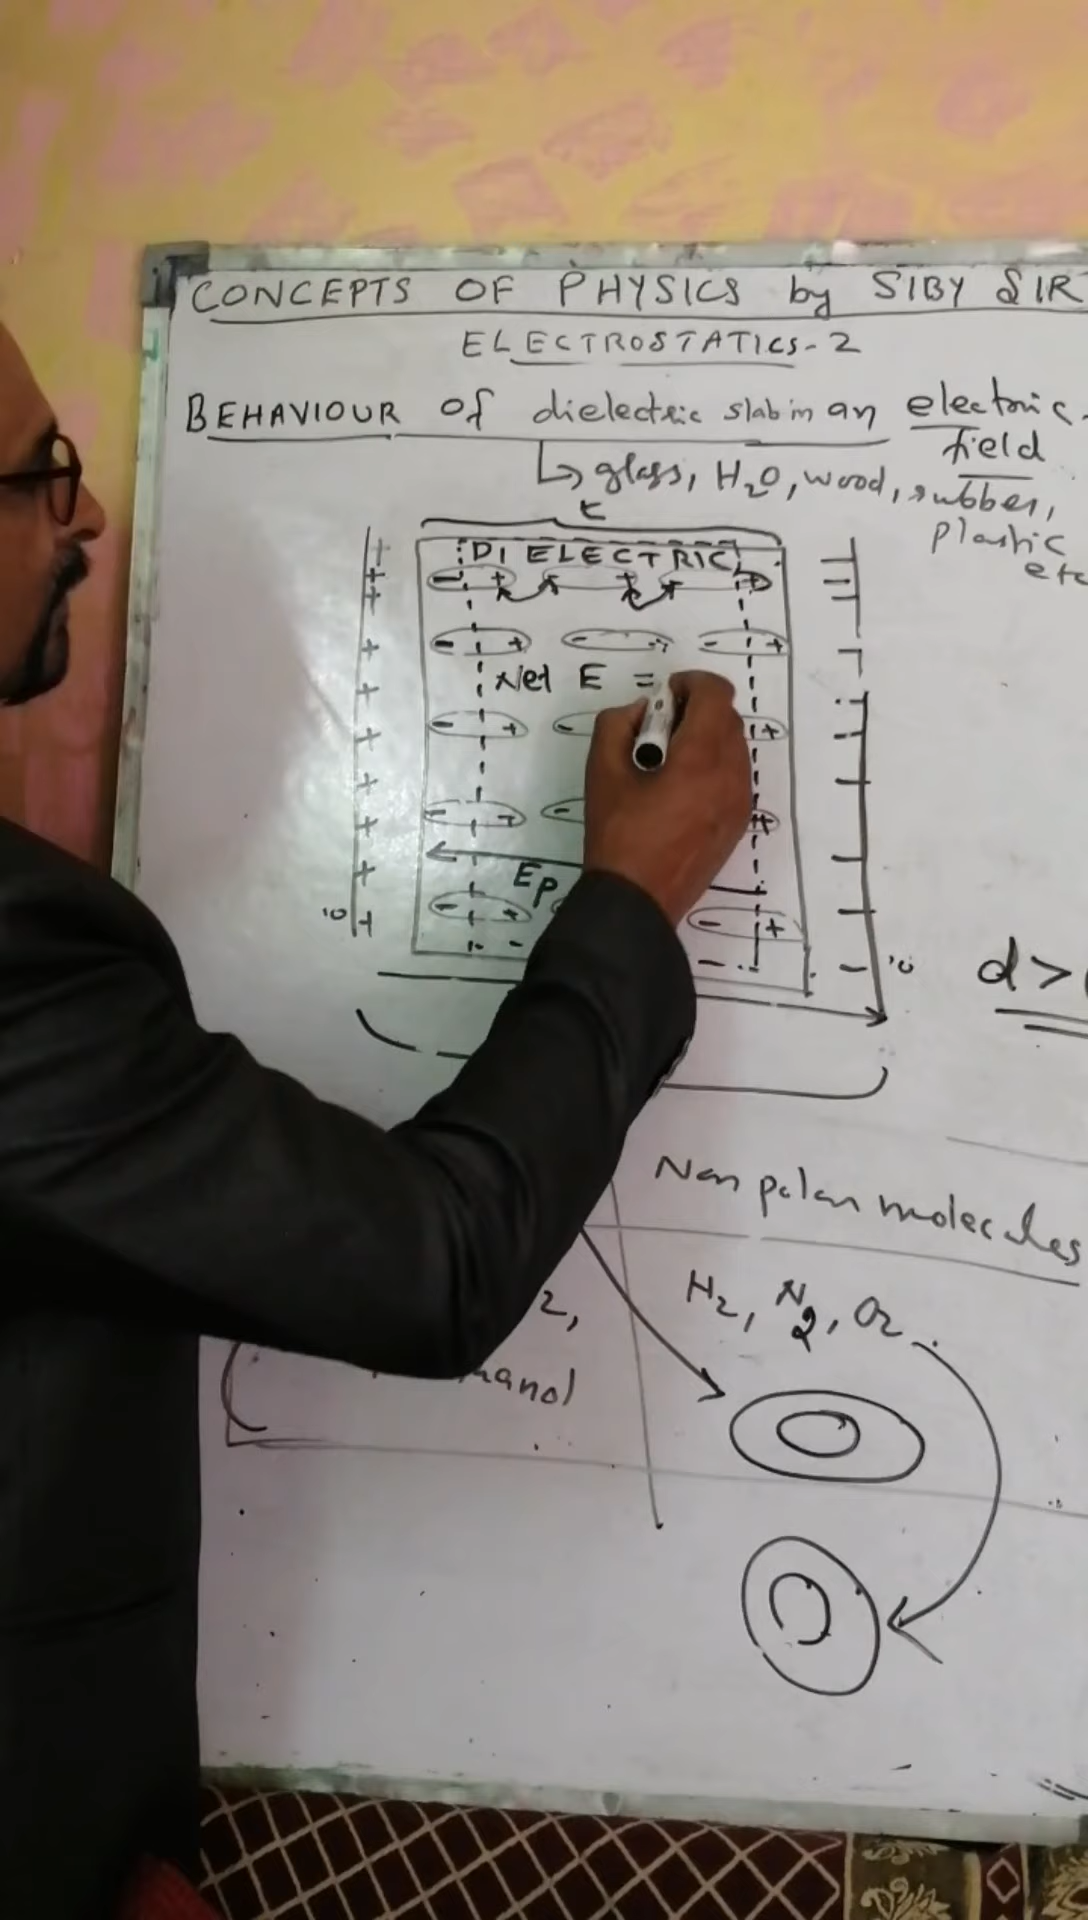 CONCEPTS OF PHYSICS by SIBY SIR
ELECTROSTATICS-2
BEHAVIOUR Of dielectric slab in an electric
field
glass, H2O, wood, rubber,
plastic
etc
t
DIELECTRIC
- + +
- + - - +
Net E =
- + - +
- + - +
Ep
- + - +
d>
Non polar molecules
H2, N2, O2
2,
anol